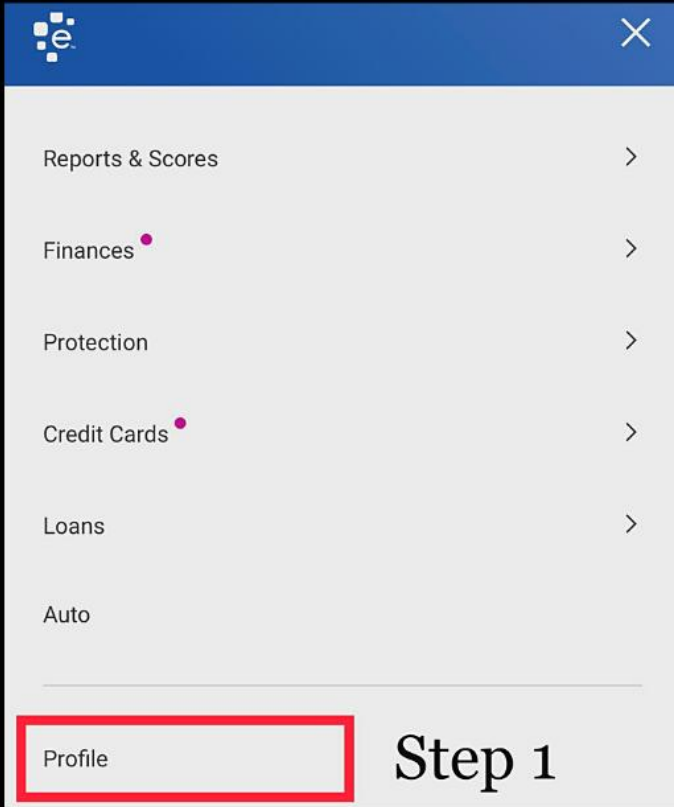 e
Reports & Scores
Finances
Protection
Credit Cards
Loans
Auto
Profile
Step 1